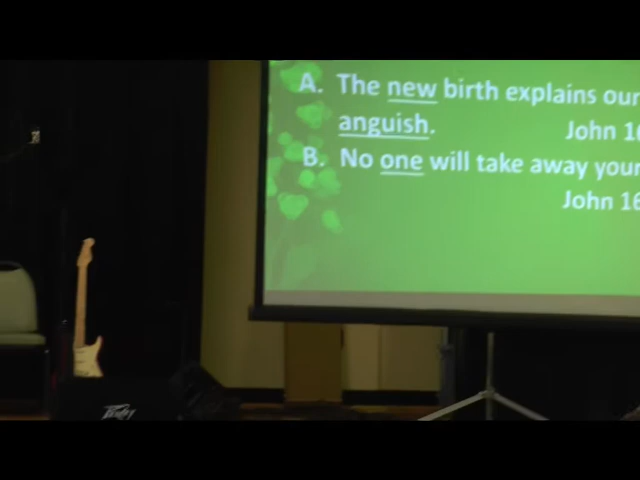 A. The new birth explains our
anguish.
John 16
B. No one will take away your
John 16
Peavey